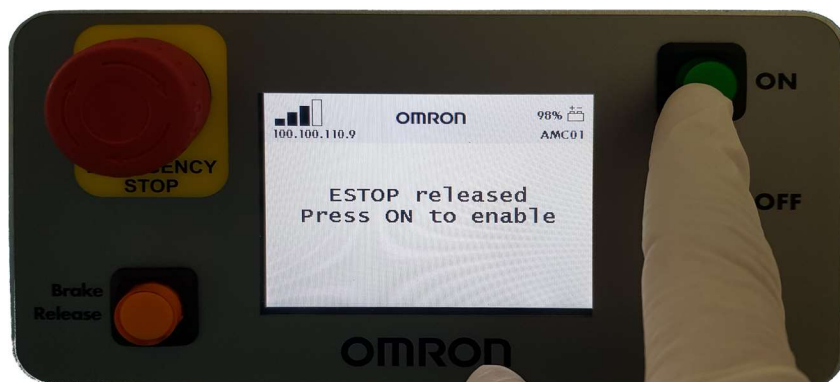 ENCY
STOP
OMRON
98%
100.100.110.9
AMC01
ESTOP released
Press ON to enable
ON
OFF
Brake
Release
OMRON